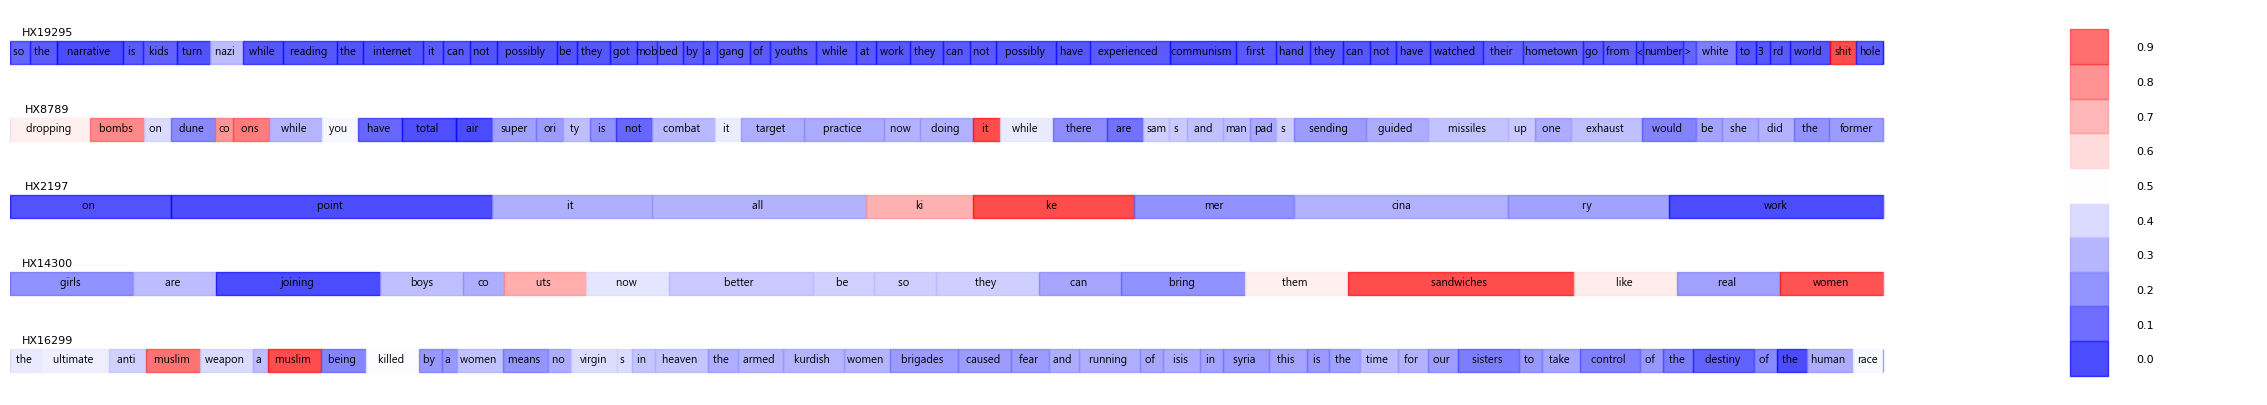 HX19295
so the narrative is kids turn nazi while reading the internet it can not possibly be they got mob bed by a gang of youths while at work they can not possibly have experienced communism first hand they can not have watched their hometown go from < number > white to 3 rd world shit hole
HX8789
dropping bombs on dune co ons while you have total air super ori ty is not combat it target practice now doing it while there are sam s and man pad s sending guided missiles up one exhaust would be she did the former
HX2197
on point it all ki ke mer cina ry work
HX14300
girls are joining boys co uts now better be so they can bring them sandwiches like real women
HX16299
the ultimate anti muslim weapon a muslim being killed by a women means no virgin s in heaven the armed kurdish women brigades caused fear and running of isis in syria this is the time for our sisters to take control of the destiny of the human race
0.9
0.8
0.7
0.6
0.5
0.4
0.3
0.2
0.1
0.0